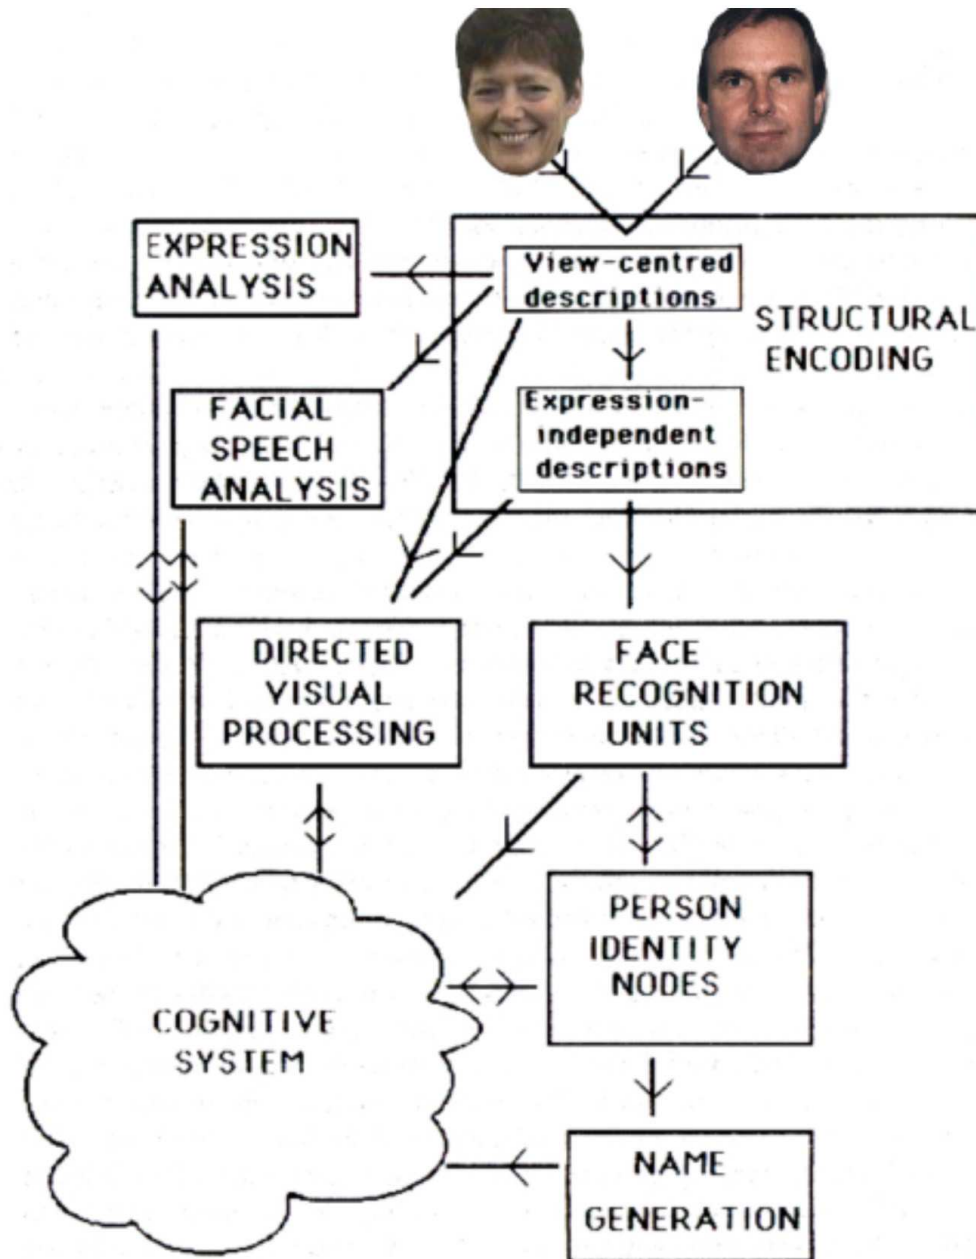 EXPRESSION
ANALYSIS
View-centred
descriptions
STRUCTURAL
ENCODING
FACIAL
SPEECH
ANALYSIS
Expression-
independent
descriptions
DIRECTED
VISUAL
PROCESSING
FACE
RECOGNITION
UNITS
PERSON
IDENTITY
NODES
COGNITIVE
SYSTEM
NAME
GENERATION